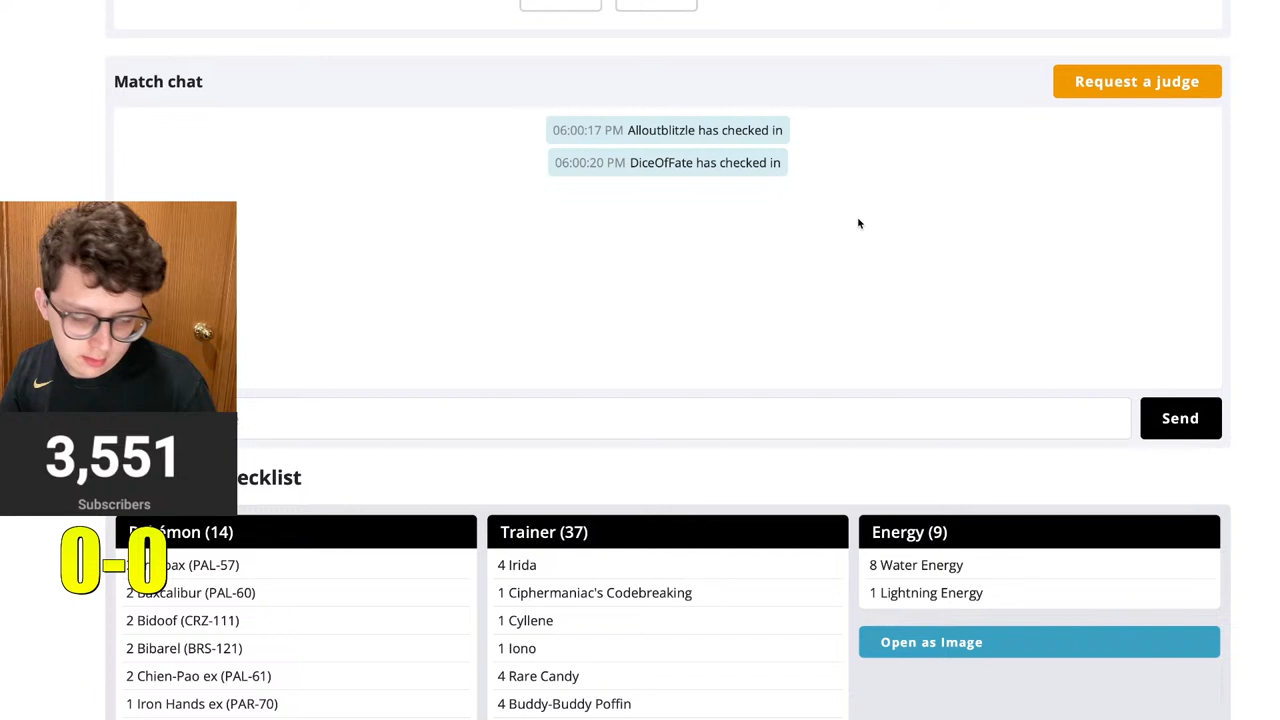 Match chat
Request a judge
06:00:17 PM Alloutblitzle has checked in
06:00:20 PM DiceOfFate has checked in
Send
3,551
Subscribers
ecklist
0-0
mon (14)
Trainer (37)
Energy (9)
bax (PAL-57)
4 Irida
8 Water Energy
2 Baxcalibur (PAL-60)
1 Ciphermaniac's Codebreaking
1 Lightning Energy
2 Bidoof (CRZ-111)
1 Cyllene
2 Bibarel (BRS-121)
1 Iono
Open as Image
2 Chien-Pao ex (PAL-61)
4 Rare Candy
1 Iron Hands ex (PAR-70)
4 Buddy-Buddy Poffin